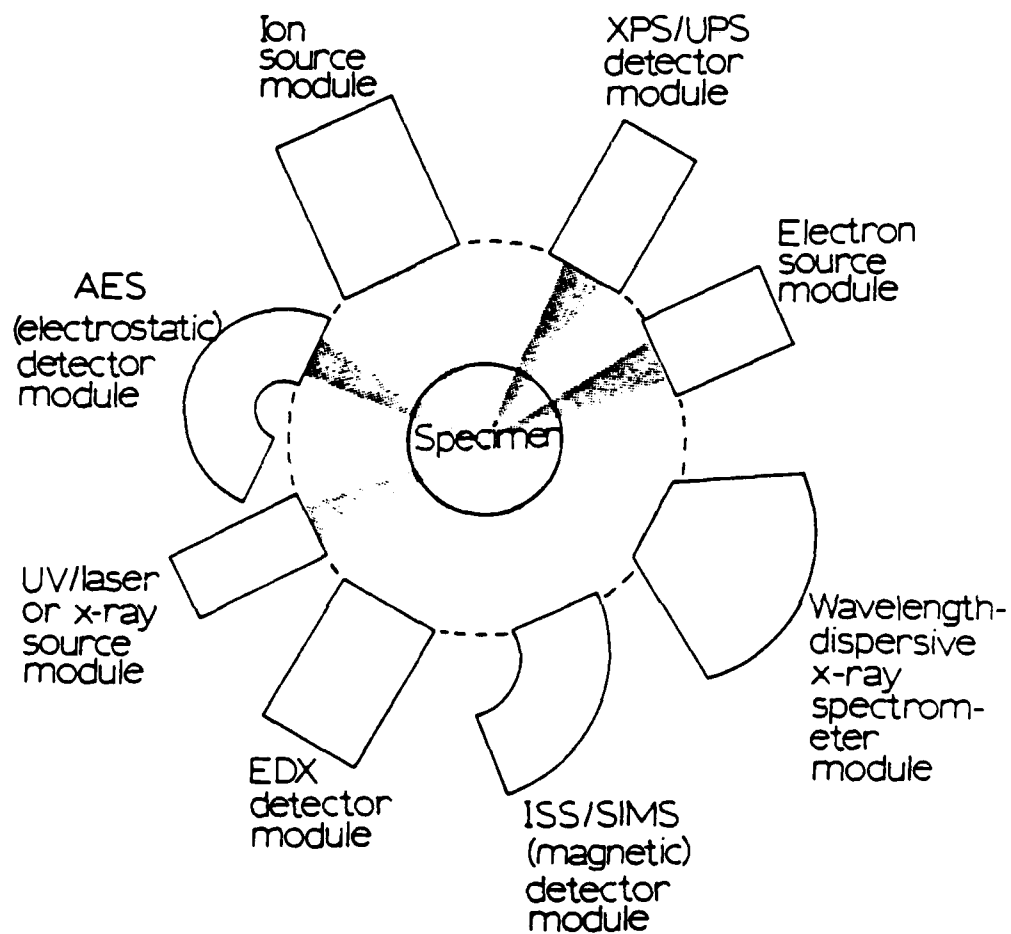 Ion
source
module
XPS/UPS
detector
module
Electron
source
module
AES
(electrostatic)
detector
module
Specimen
UV/laser
or x-ray
source
module
Wavelength-
dispersive
x-ray
spectrom-
eter
module
EDX
detector
module
ISS/SIMS
(magnetic)
detector
module